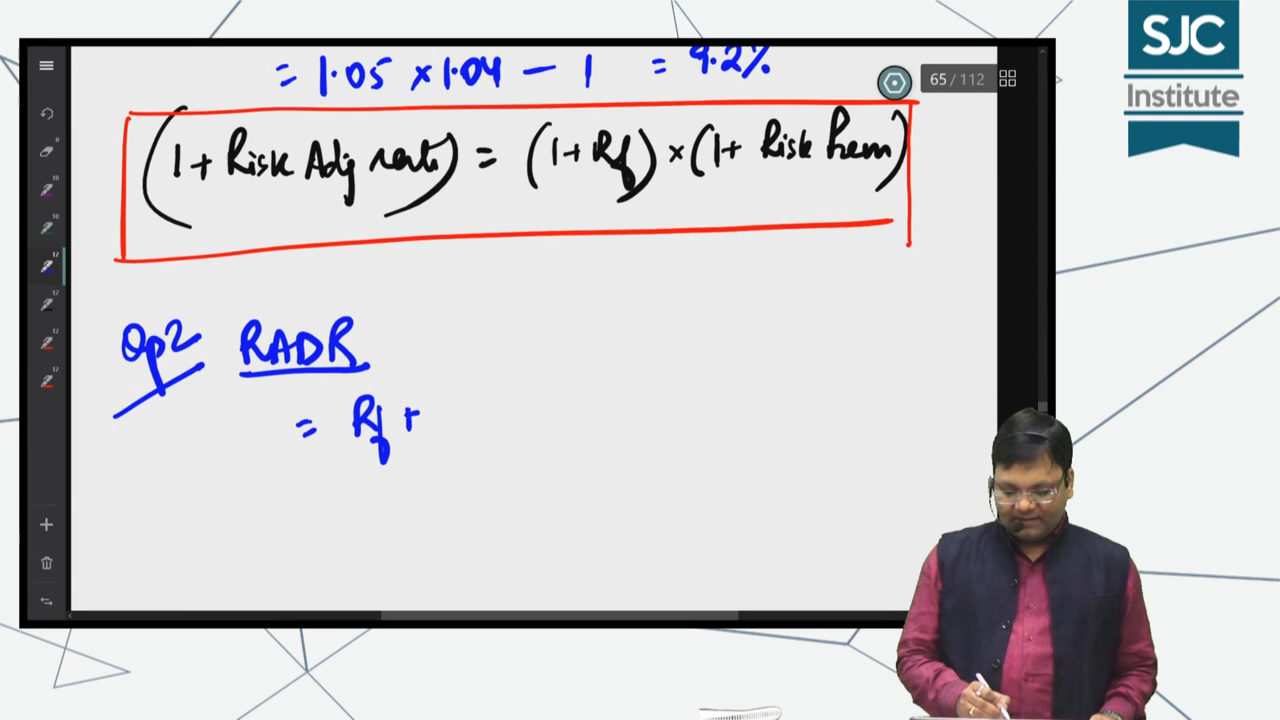 SJC
Institute
65 / 112
= 1.05 × 1.04 - 1 = 9.2%
(1 + Risk Adj rate) = (1 + Rf) × (1 + Risk Prem)
Op2 RADR
= Rf +